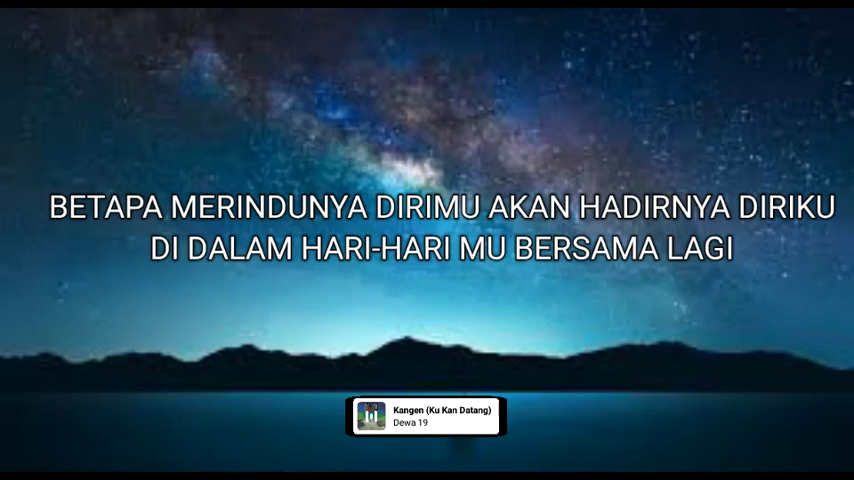 BETAPA MERINDUNYA DIRIMU AKAN HADIRNYA DIRIKU
DI DALAM HARI-HARI MU BERSAMA LAGI
Kangen (Ku Kan Datang)
Dewa 19